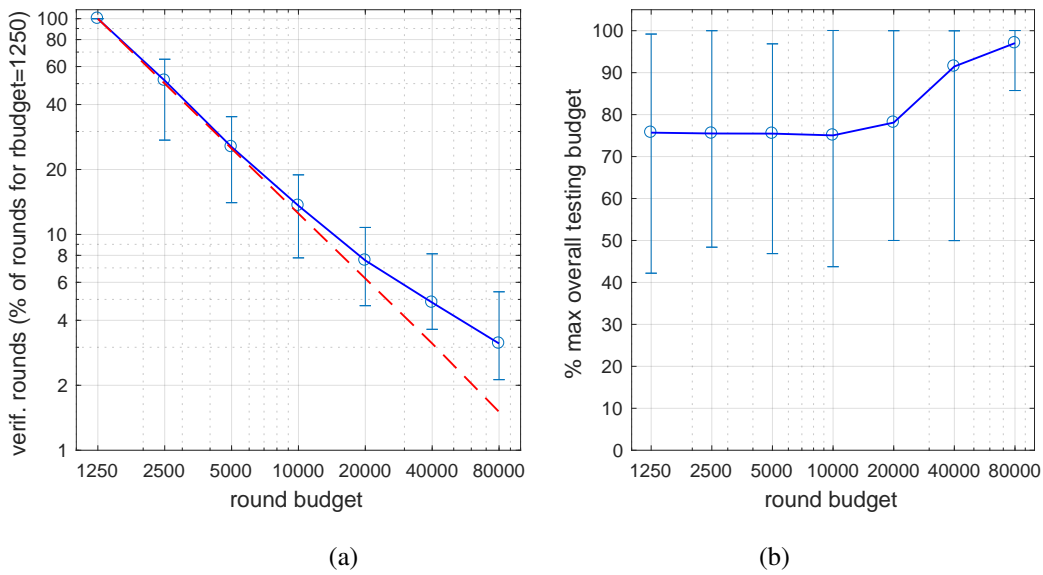 verif. rounds (% of rounds for rbudget=1250)
100
80
60
40
20
10
8
6
4
2
1
1250 2500 5000 10000 20000 40000 80000
round budget
(a)
% max overall testing budget
100
90
80
70
60
50
40
30
20
10
0
1250 2500 5000 10000 20000 40000 80000
round budget
(b)